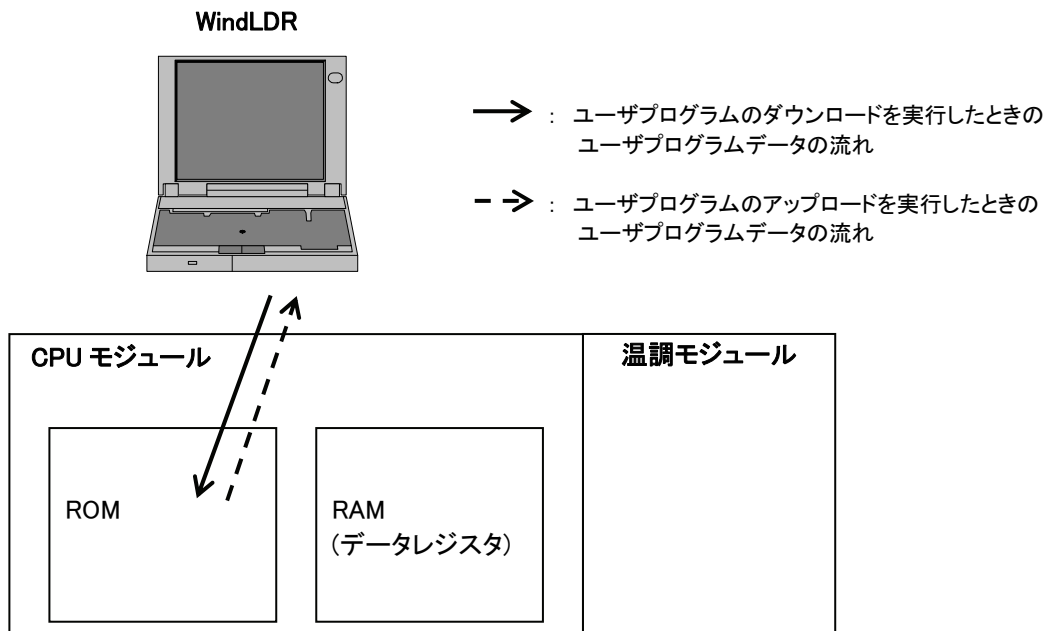 WindLDR
： ユーザプログラムのダウンロードを実行したときの
ユーザプログラムデータの流れ
： ユーザプログラムのアップロードを実行したときの
ユーザプログラムデータの流れ
CPU モジュール
温調モジュール
ROM
RAM
(データレジスタ)